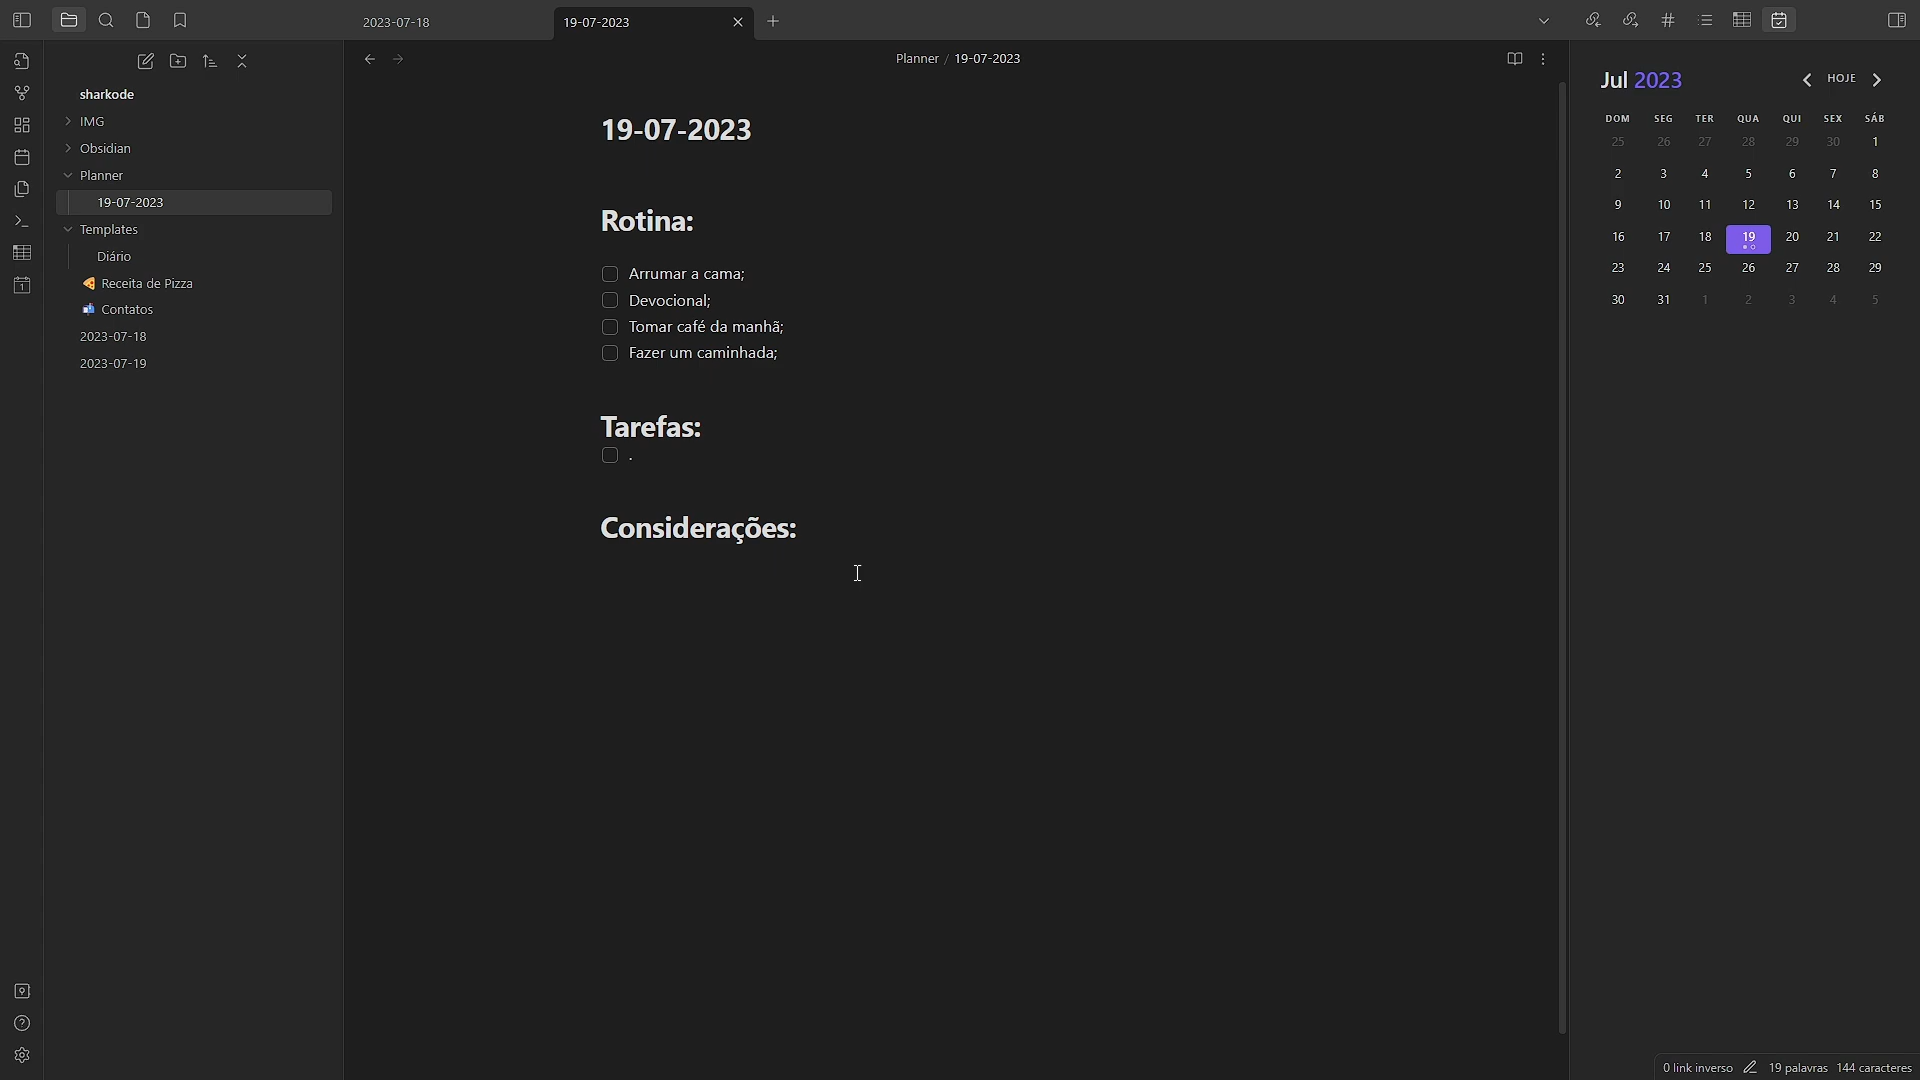 2023-07-18
19-07-2023
sharkode
IMG
Obsidian
Planner
19-07-2023
Templates
Diário
Receita de Pizza
Contatos
2023-07-18
2023-07-19
Planner / 19-07-2023
19-07-2023
Rotina:
Arrumar a cama;
Devocional;
Tomar café da manhã;
Fazer um caminhada;
Tarefas:
.
Considerações:
Jul 2023
HOJE
DOM SEG TER QUA QUI SEX SÁB
25 26 27 28 29 30 1
2 3 4 5 6 7 8
9 10 11 12 13 14 15
16 17 18 19 20 21 22
23 24 25 26 27 28 29
30 31 1 2 3 4 5
0 link inverso 19 palavras 144 caracteres